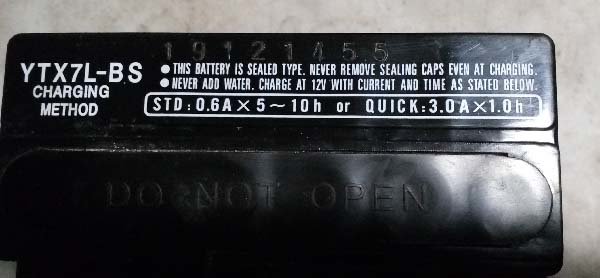 19121455
YTX7L-BS
CHARGING
METHOD
●THIS BATTERY IS SEALED TYPE. NEVER REMOVE SEALING CAPS EVEN AT CHARGING.
●NEVER ADD WATER. CHARGE AT 12V WITH CURRENT AND TIME AS STATED BELOW.
STD:0.6A×5~10h or QUICK:3.0A×1.0h
DO NOT OPEN